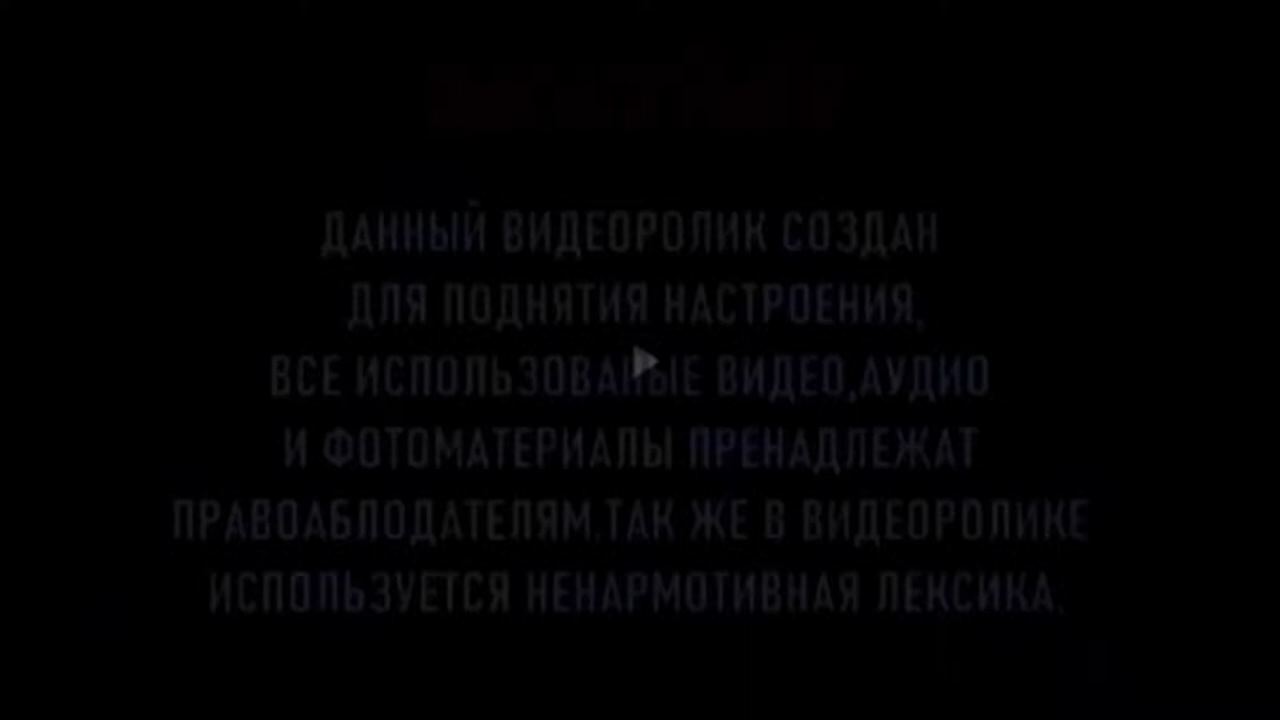 ДАННЫЙ ВИДЕОРОЛИК СОЗДАН
ДЛЯ ПОДНЯТИЯ НАСТРОЕНИЯ,
ВСЕ ИСПОЛЬЗОВАНЫЕ ВИДЕО,АУДИО
И ФОТОМАТЕРИАЛЫ ПРЕНАДЛЕЖАТ
ПРАВОАБЛОДАТЕЛЯМ,ТАК ЖЕ В ВИДЕОРОЛИКЕ
ИСПОЛЬЗУЕТСЯ НЕНАРМОТИВНАЯ ЛЕКСИКА.